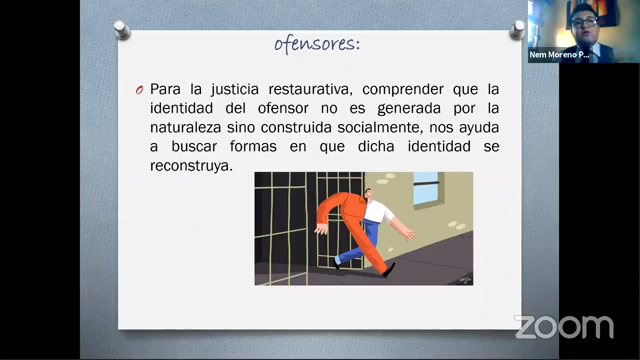 ofensores:
Para la justicia restaurativa, comprender que la
identidad del ofensor no es generada por la
naturaleza sino construida socialmente, nos ayuda
a buscar formas en que dicha identidad se
reconstruya.
Nem Moreno P...
zoom